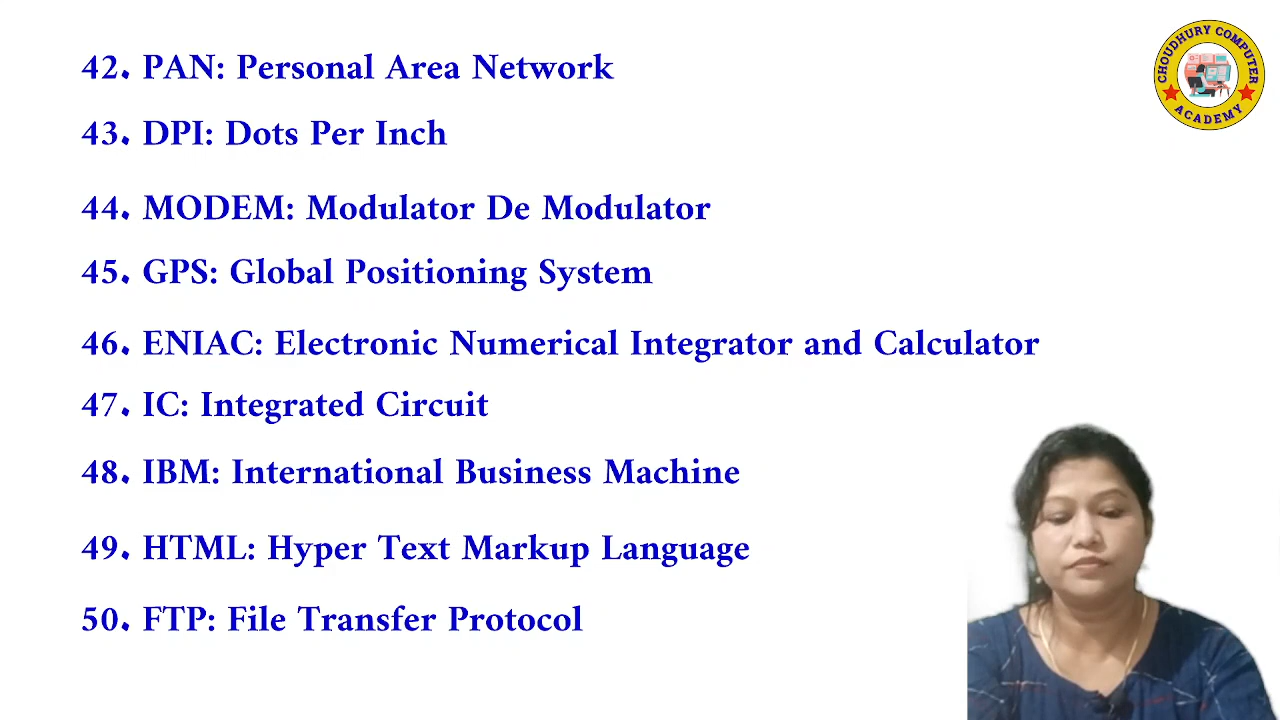 42. PAN: Personal Area Network
43. DPI: Dots Per Inch
44. MODEM: Modulator De Modulator
45. GPS: Global Positioning System
46. ENIAC: Electronic Numerical Integrator and Calculator
47. IC: Integrated Circuit
48. IBM: International Business Machine
49. HTML: Hyper Text Markup Language
50. FTP: File Transfer Protocol
CHOUDHURY COMPUTER
ACADEMY